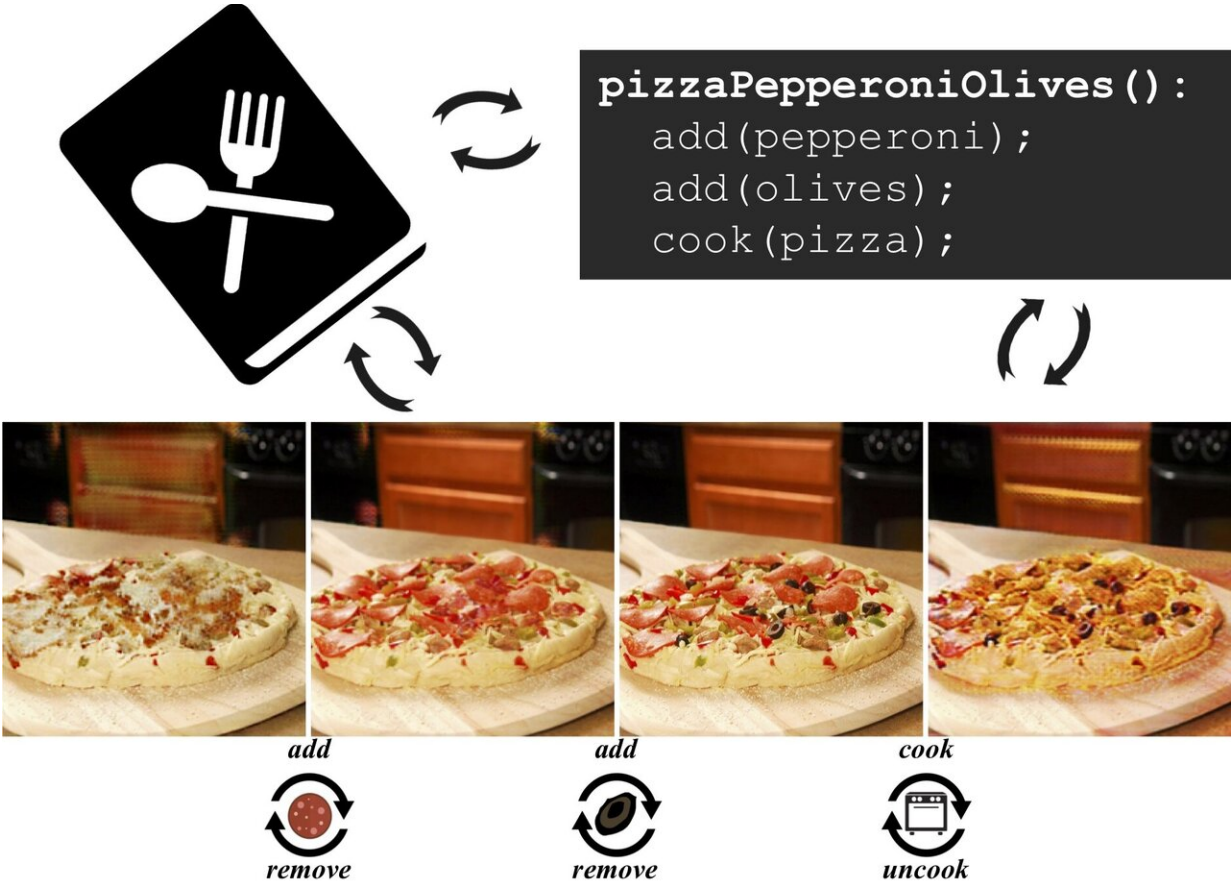 pizzaPepperoniOlives():
add(pepperoni);
add(olives);
cook(pizza);
add
add
cook
remove
remove
uncook